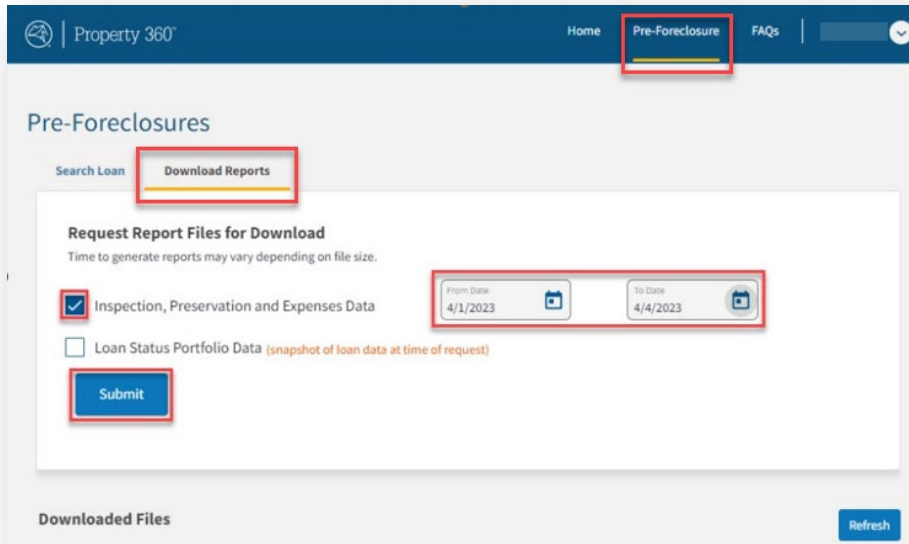 Property 360™
Home Pre-Foreclosure FAQs
Pre-Foreclosures
Search Loan Download Reports
Request Report Files for Download
Time to generate reports may vary depending on file size.
Inspection, Preservation and Expenses Data
From Date
4/1/2023
To Date
4/4/2023
Loan Status Portfolio Data (snapshot of loan data at time of request)
Submit
Downloaded Files
Refresh